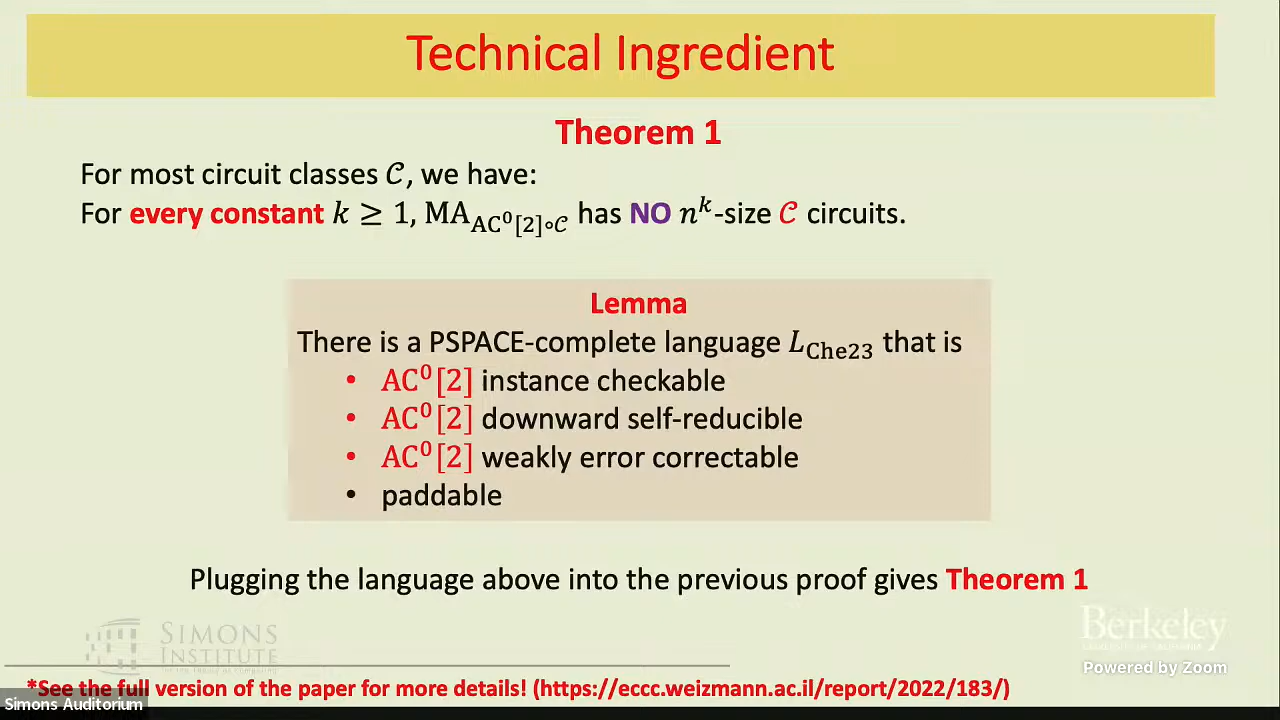 Technical Ingredient
Theorem 1
For most circuit classes 𝒞, we have:
For every constant k ≥ 1, MA_{AC⁰[2]∘𝒞} has NO n^k-size 𝒞 circuits.
Lemma
There is a PSPACE-complete language L_{Che23} that is
• AC⁰[2] instance checkable
• AC⁰[2] downward self-reducible
• AC⁰[2] weakly error correctable
• paddable
Plugging the language above into the previous proof gives Theorem 1
SIMONS
INSTITUTE
Berkeley
Powered by Zoom
*See the full version of the paper for more details! (https://eccc.weizmann.ac.il/report/2022/183/)
Simons Auditorium